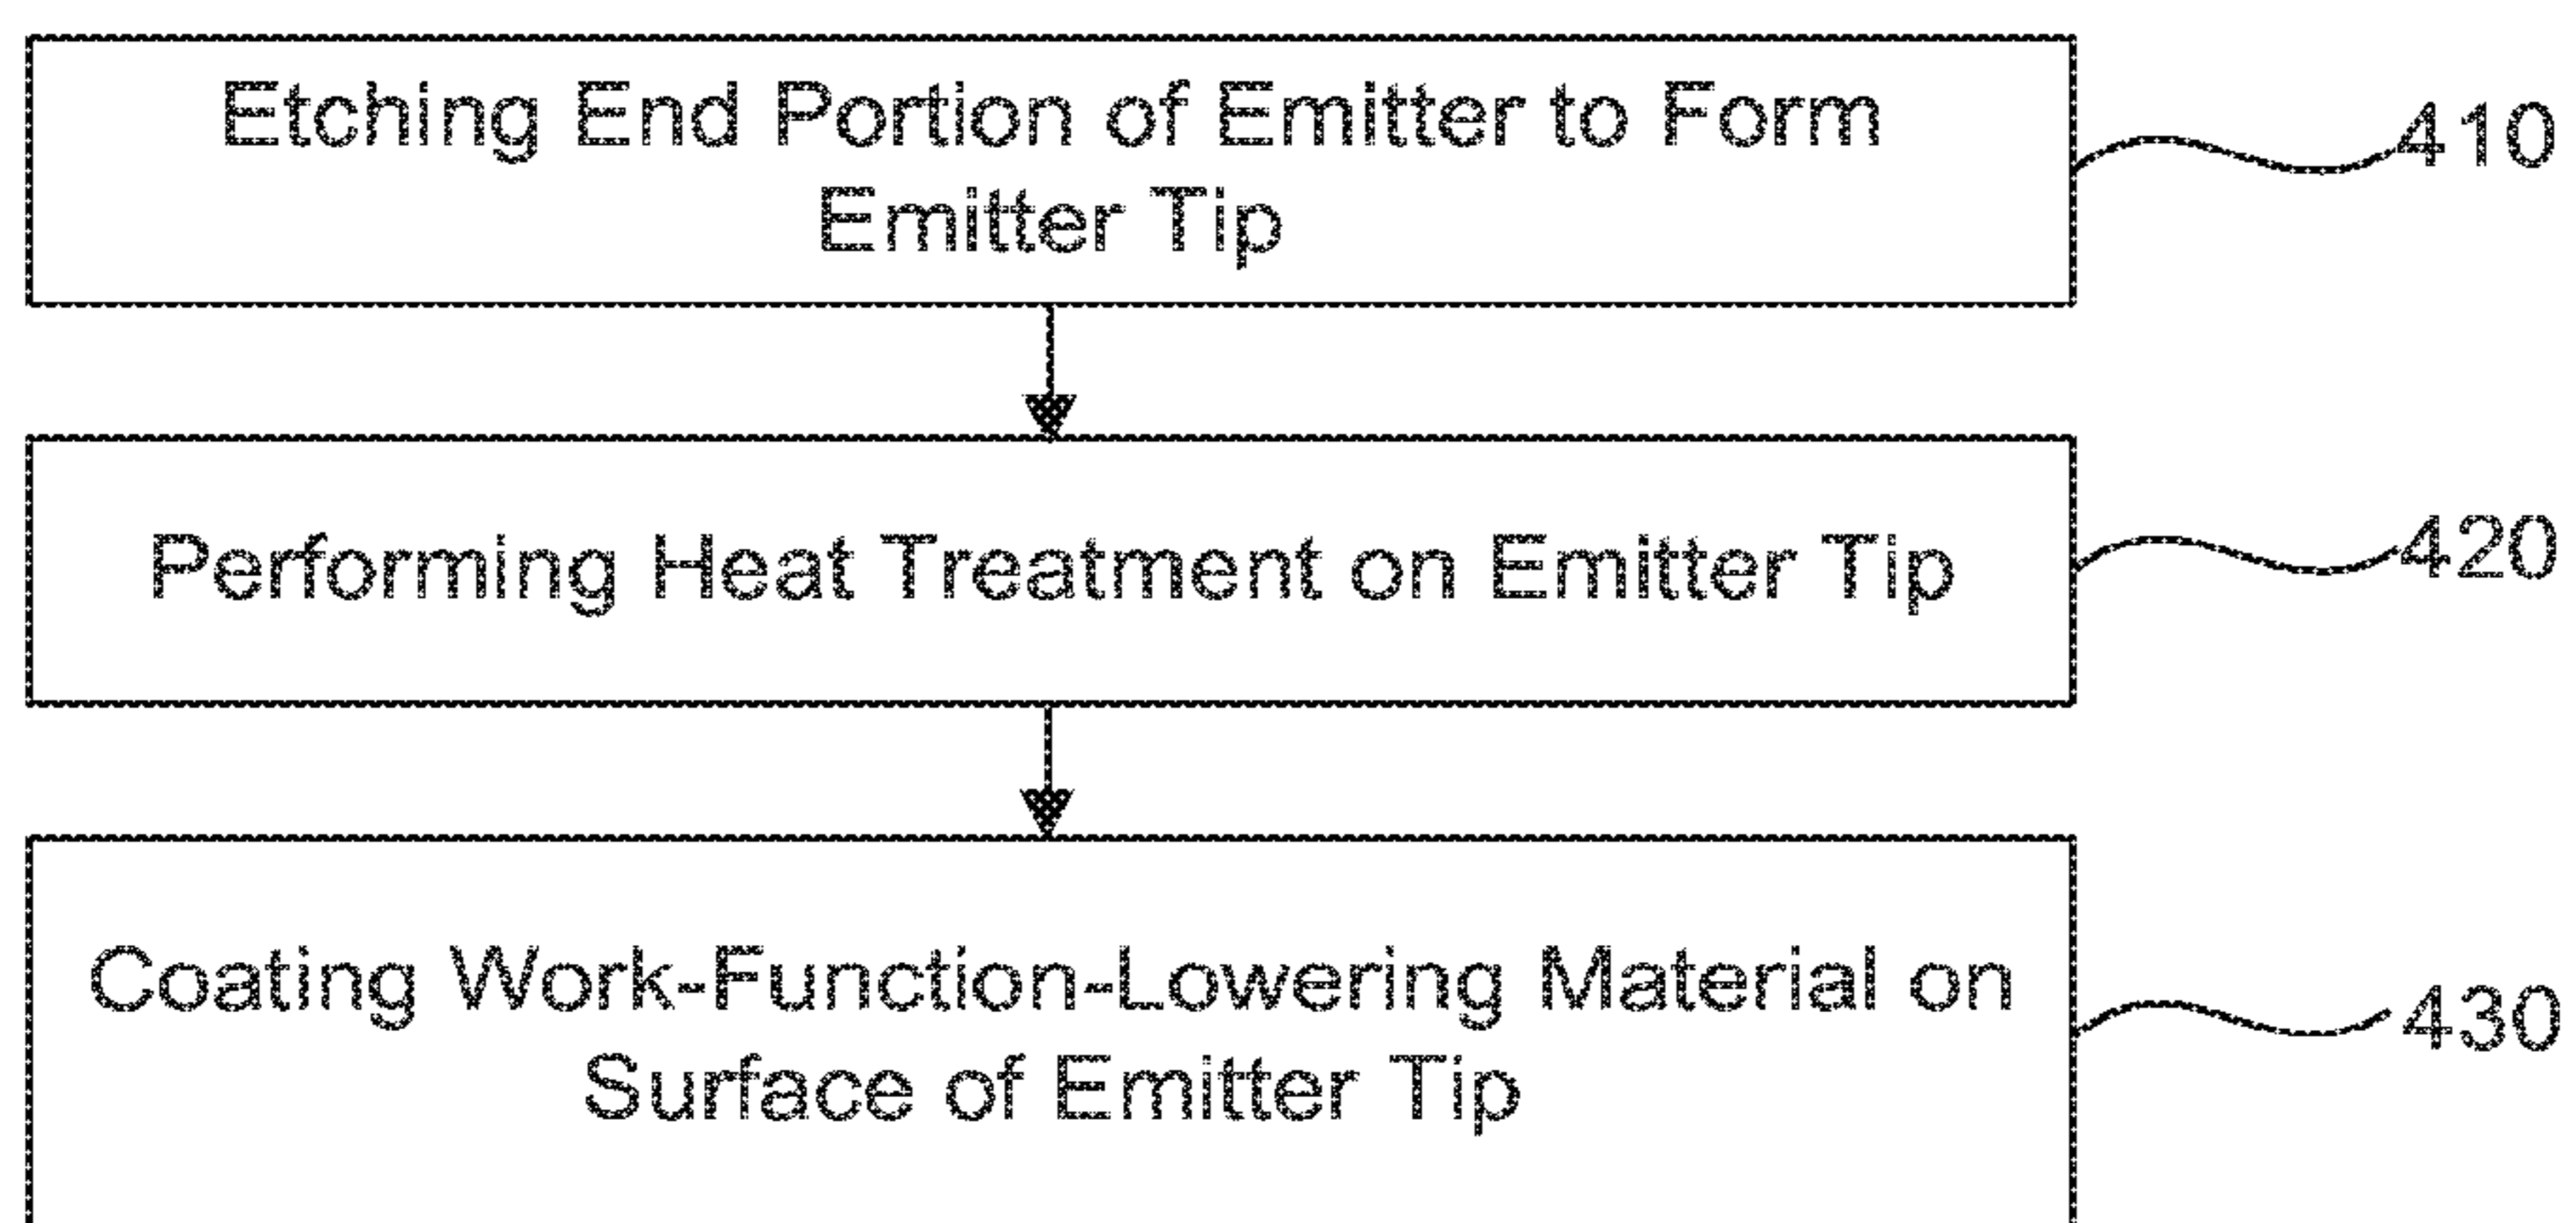 Etching End Portion of Emitter to Form
Emitter Tip
410
Performing Heat Treatment on Emitter Tip
420
Coating Work-Function-Lowering Material on
Surface of Emitter Tip
430